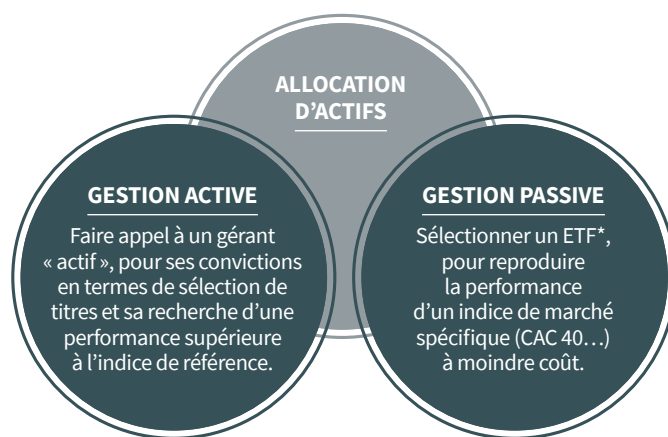 ALLOCATION
D’ACTIFS
GESTION ACTIVE
Faire appel à un gérant
« actif », pour ses convictions
en termes de sélection de
titres et sa recherche d’une
performance supérieure
à l’indice de référence.
GESTION PASSIVE
Sélectionner un ETF*,
pour reproduire
la performance
d’un indice de marché
spécifique (CAC 40…)
à moindre coût.